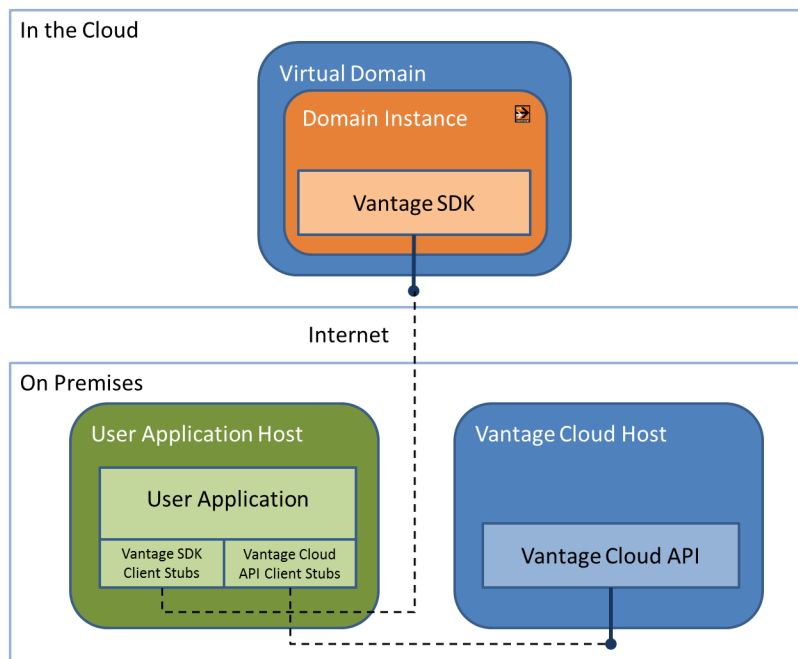 In the Cloud
Virtual Domain
Domain Instance
Vantage SDK
Internet
On Premises
User Application Host
User Application
Vantage SDK
Client Stubs
Vantage Cloud
API Client Stubs
Vantage Cloud Host
Vantage Cloud API